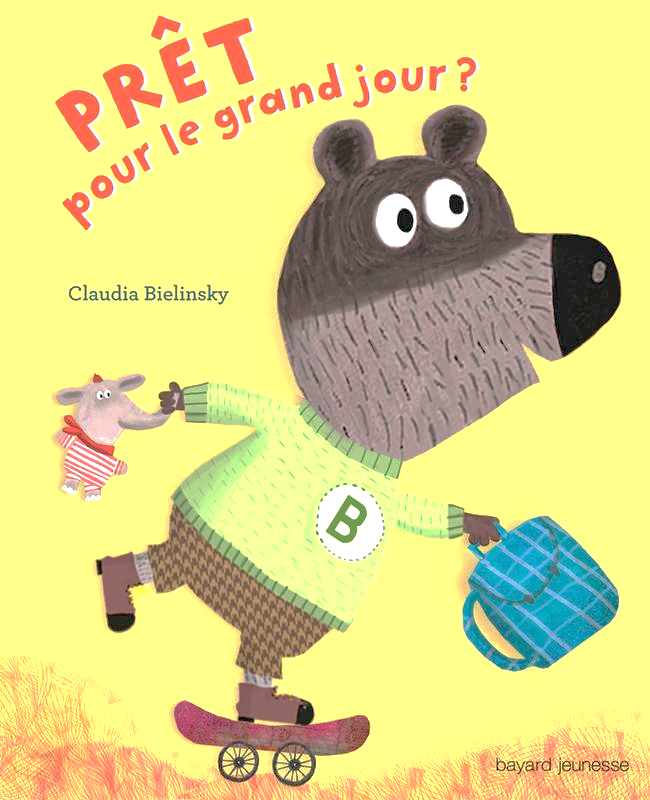 PRÊT
pour le grand jour ?
Claudia Bielinsky
B
bayard jeunesse